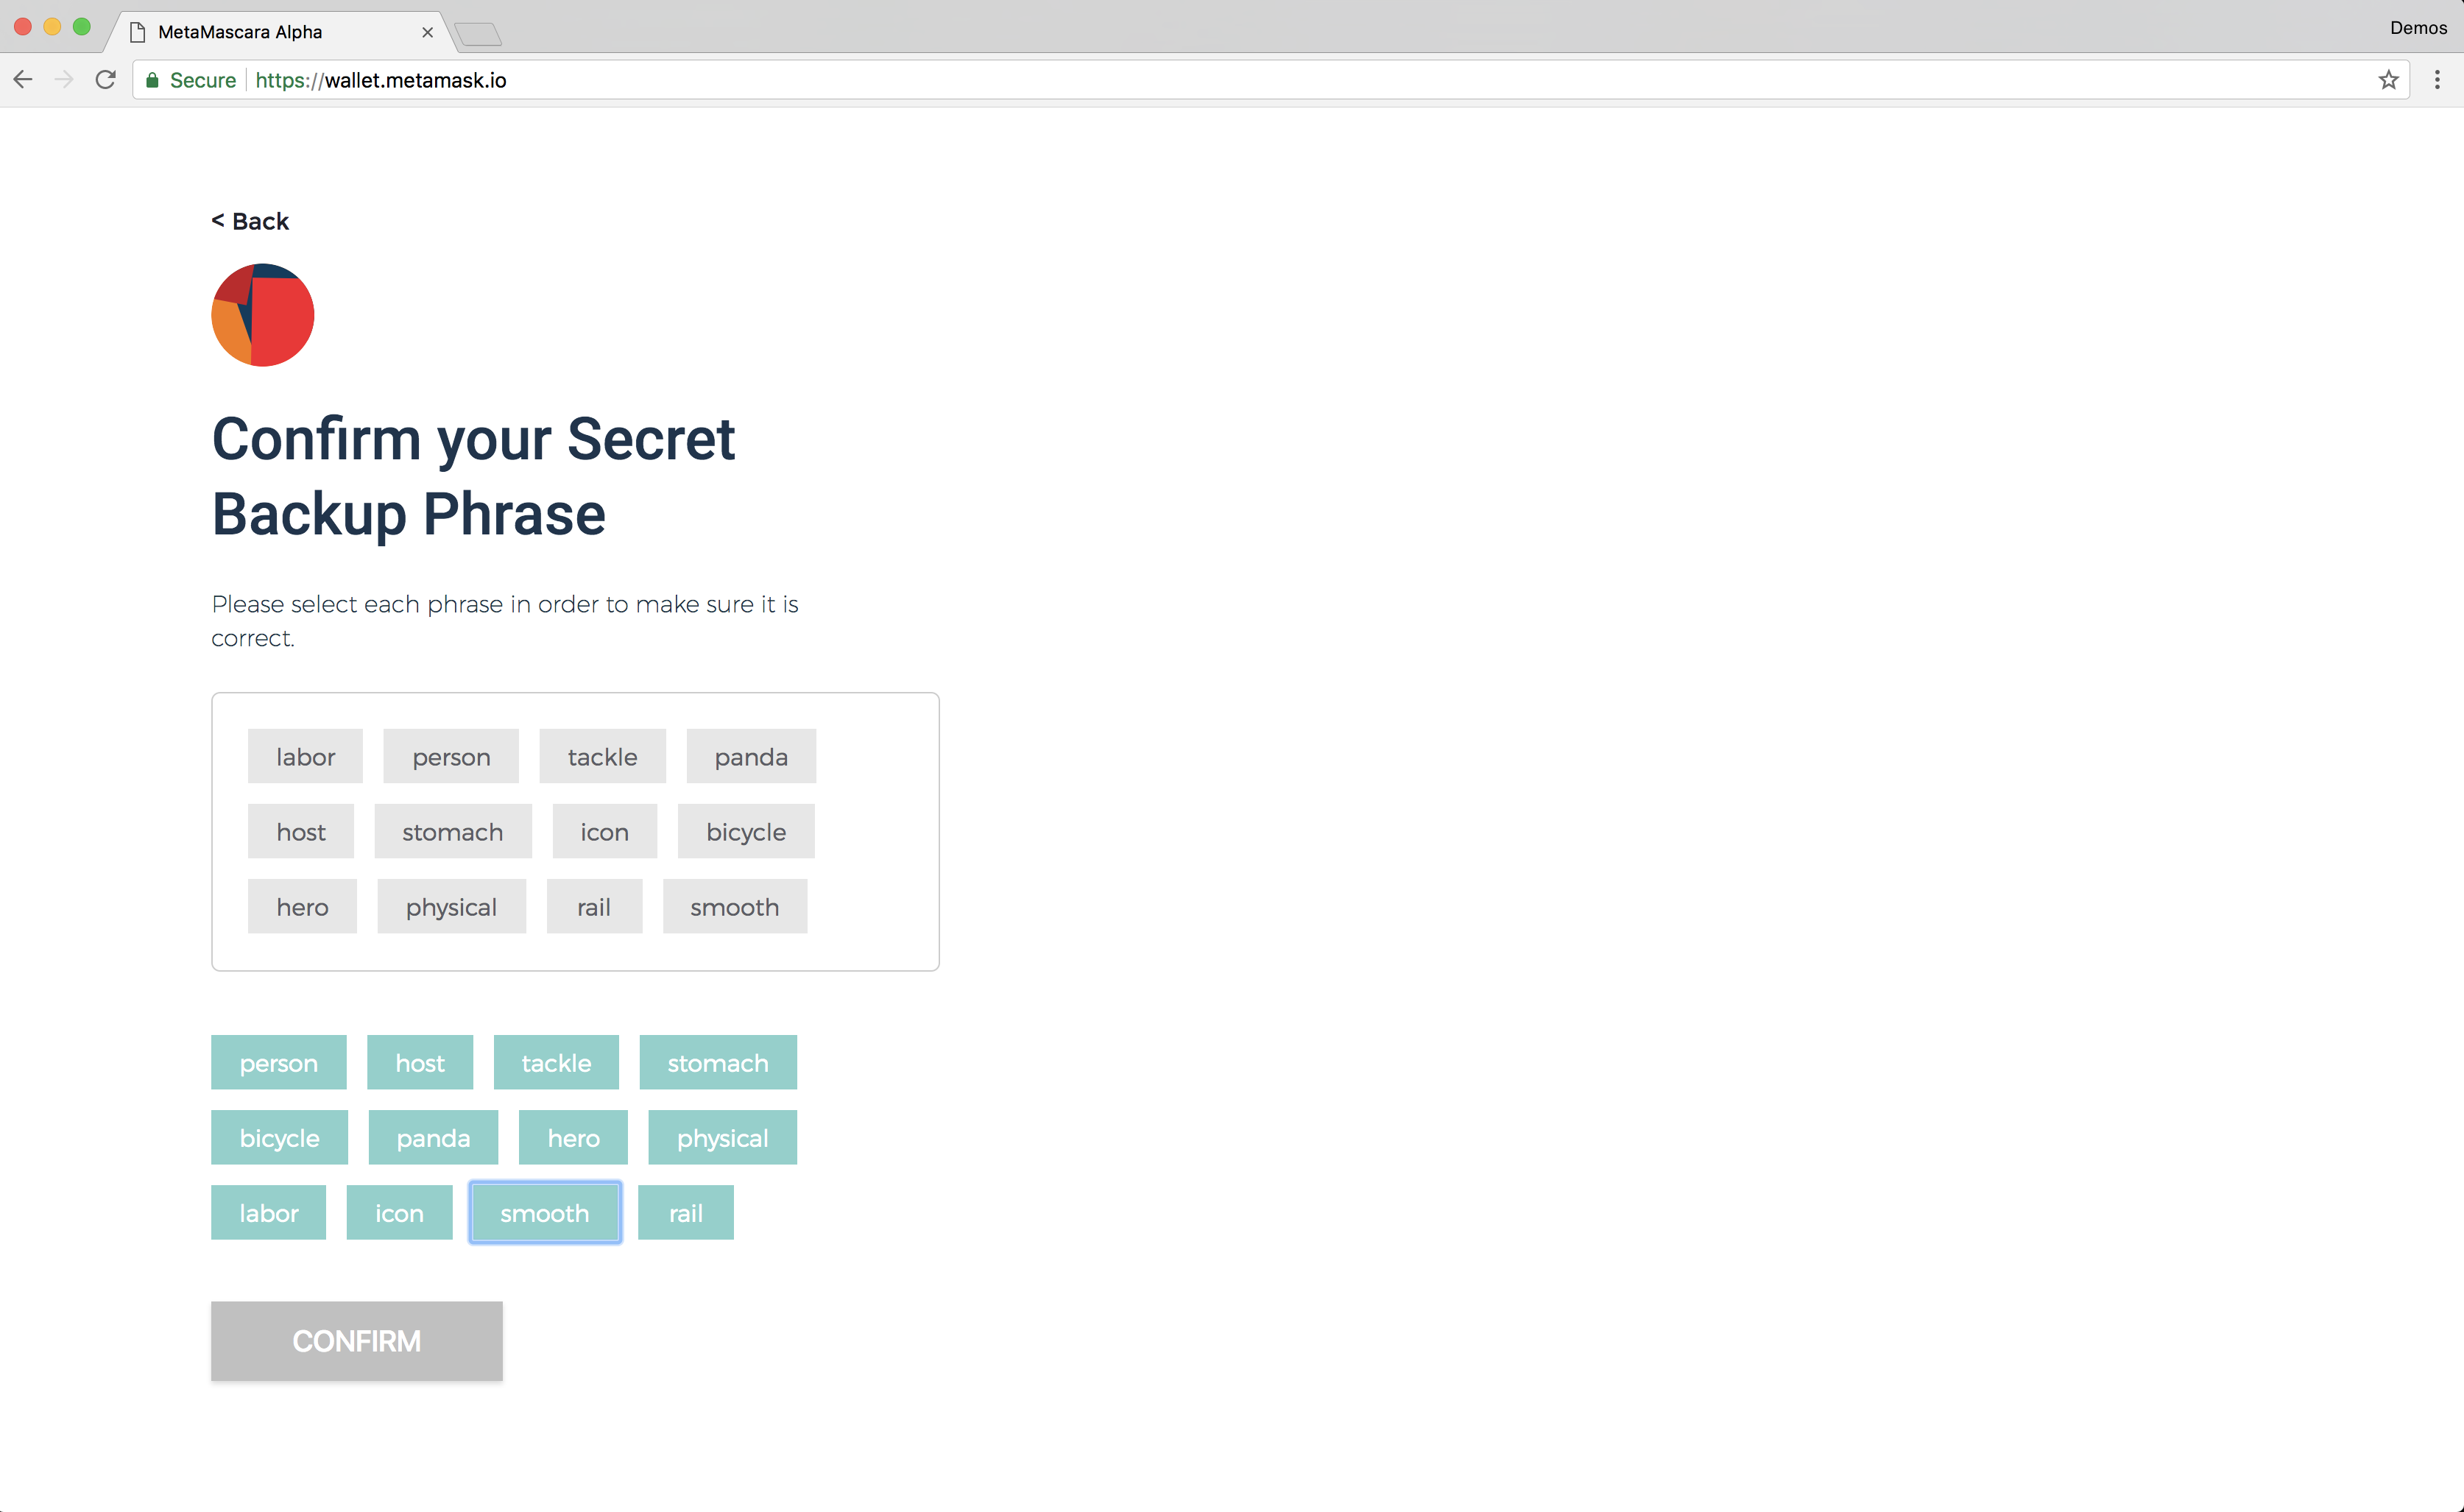 MetaMascara Alpha
Demos
Secure https://wallet.metamask.io
< Back
Confirm your Secret
Backup Phrase
Please select each phrase in order to make sure it is
correct.
labor person tackle panda
host stomach icon bicycle
hero physical rail smooth
person host tackle stomach
bicycle panda hero physical
labor icon smooth rail
CONFIRM